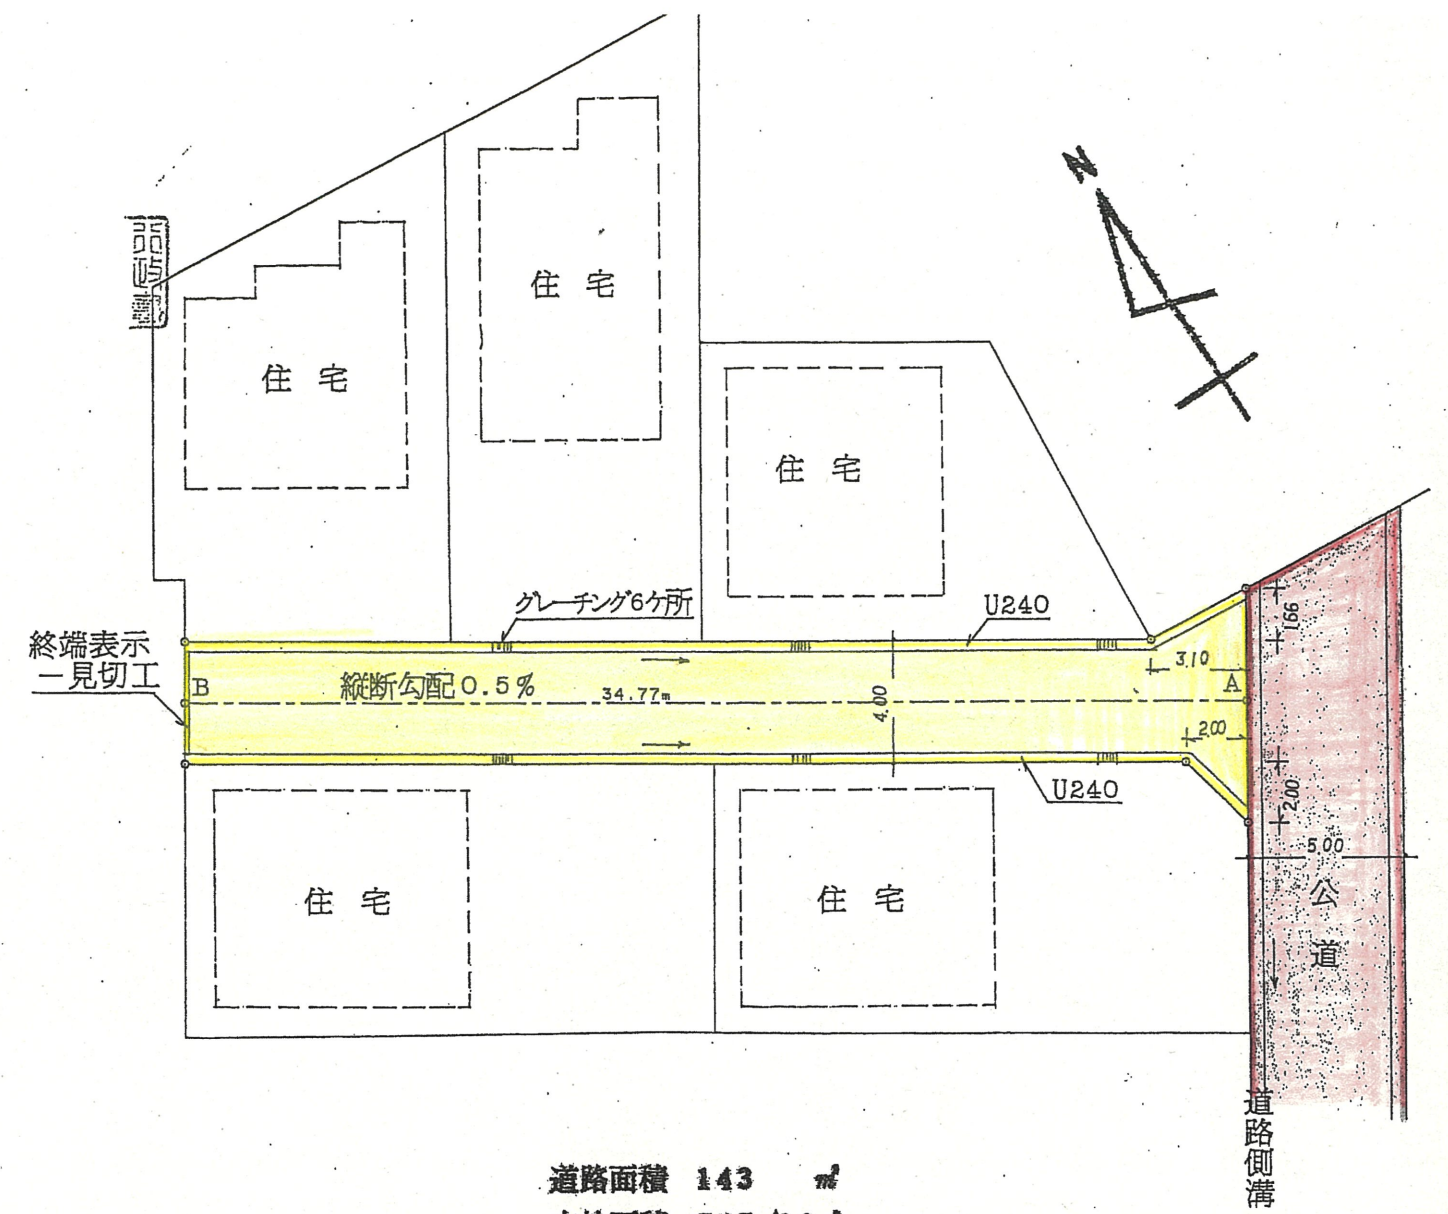 N
行政
住宅
住宅
住宅
グレーチング6ケ所
U240
1.66
終端表示
－見切工
3.10
B
縦断勾配0.5%
34.77m
4.00
A
2.00
U240
2.00
5.00
住宅
住宅
公道
道路側溝
道路面積 143 ㎡